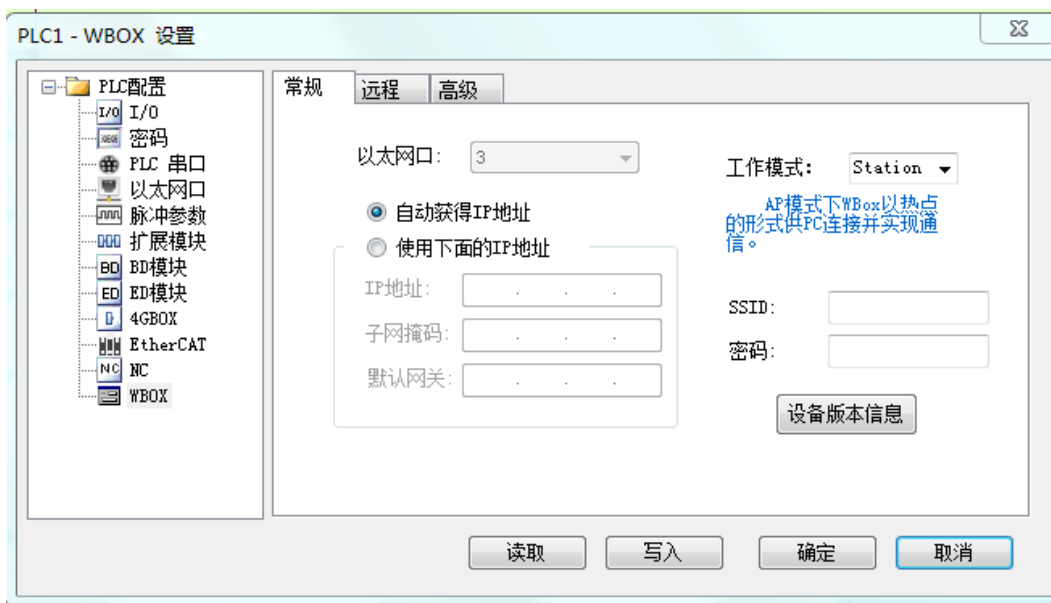 PLC1 - WBOX 设置
PLC配置
I/O I/O
密码
PLC 串口
以太网口
脉冲参数
扩展模块
BD BD模块
ED ED模块
4GBOX
EtherCAT
NC NC
WBOX
常规 远程 高级
以太网口: 3
自动获得IP地址
使用下面的IP地址
IP地址:
子网掩码:
默认网关:
工作模式: Station
AP模式下WBox以热点
的形式供PC连接并实现通
信。
SSID:
密码:
设备版本信息
读取 写入 确定 取消